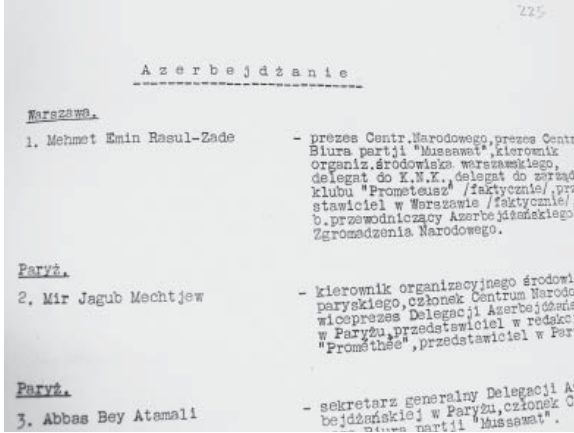 225
Azerbejdżanie
Warszawa.
1. Mehmet Emin Rasul-Zade
– prezes Centr.Narodowego,prezes Centr
Biura partji "Mussawat",kierownik
organiz.środowiska warszawskiego,
delegat do K.N.K.,delegat do zarząd
klubu "Prometeusz" /faktycznie/,prz
stawiciel w Warszawie /faktycznie/
b.przewodniczący Azerbejdżańskiego
Zgromadzenia Narodowego.
Paryż.
2. Mir Jagub Mechtjew
– kierownik organizacyjnego środowi
paryskiego,członek Centrum Narodo
wiceprezes Delegacji Azerbejdżańs
w Paryżu,przedstawiciel w redakc
"Prométhée",przedstawiciel w Par
Paryż.
3. Abbas Bey Atamali
– sekretarz generalny Delegacji A
bejdżańskiej w Paryżu,członek C
Biura partji "Mussawat".